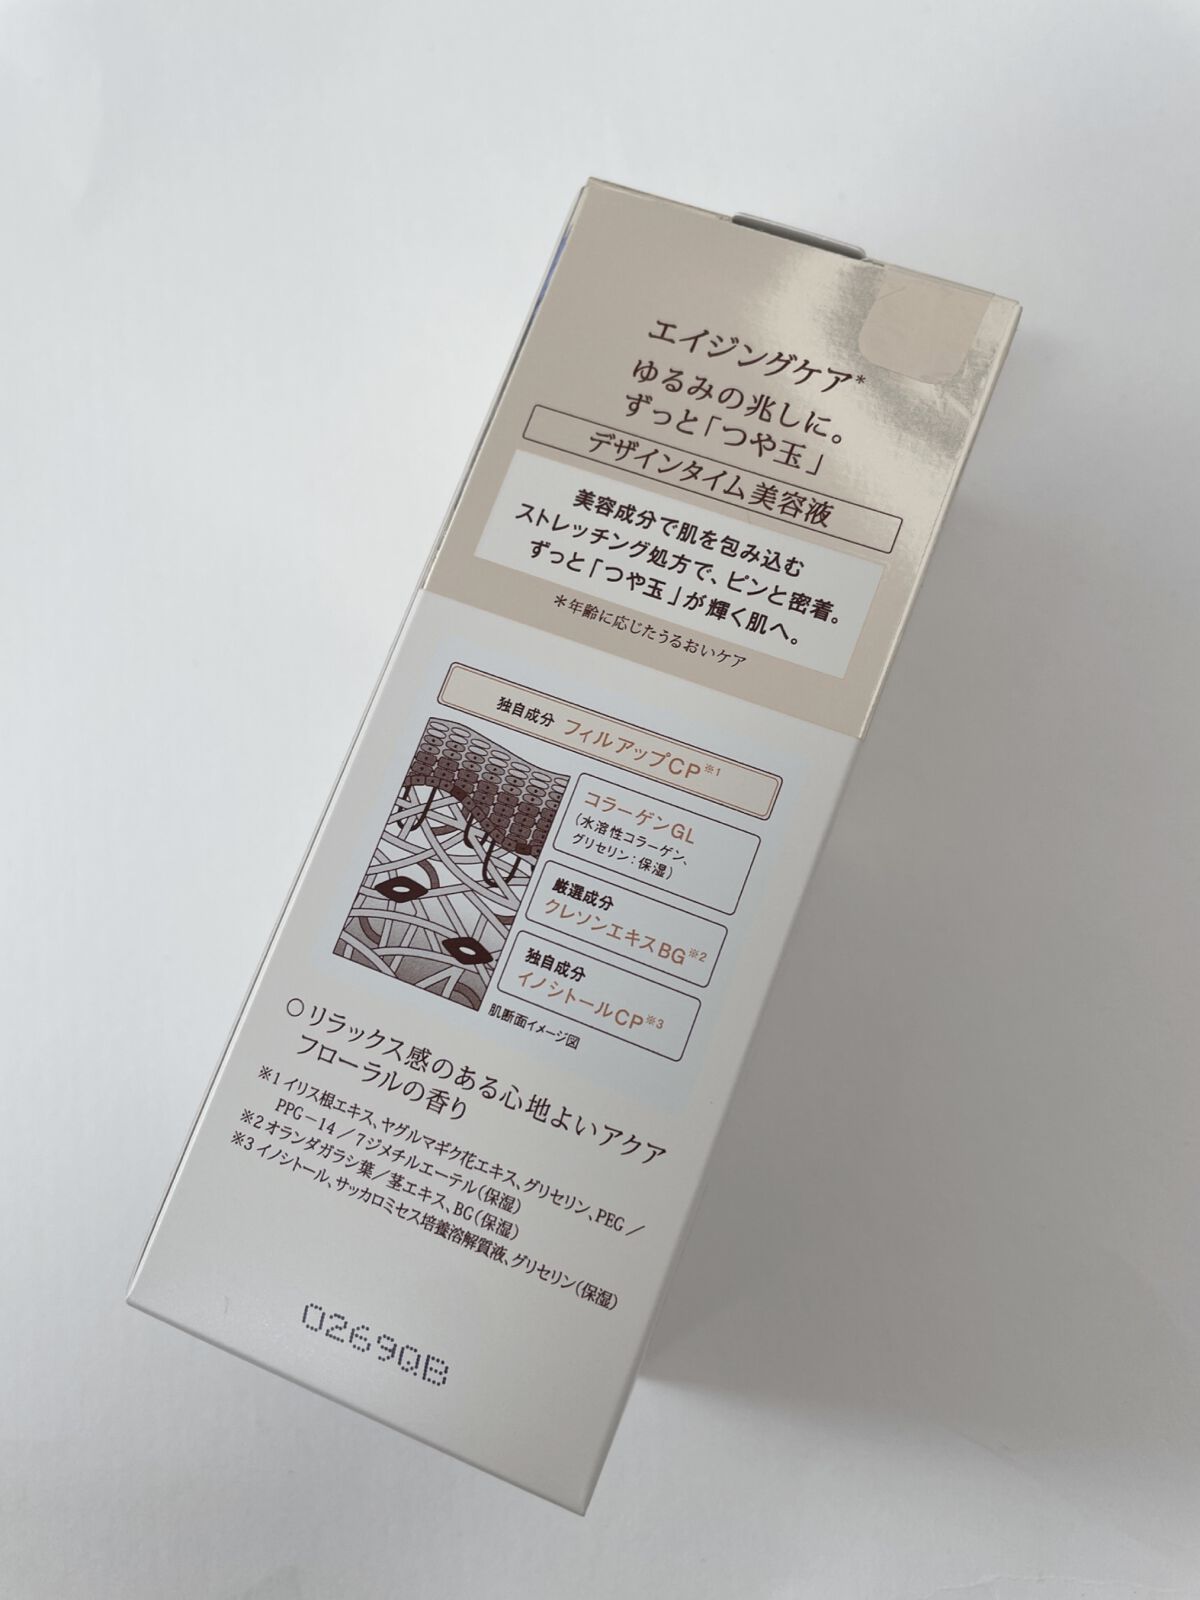 エイジングケア*
ゆるみの兆しに。
ずっと「つや玉」
デザインタイム美容液
美容成分で肌を包み込む
ストレッチング処方で、ピンと密着。
ずっと「つや玉」が輝く肌へ。
*年齢に応じたうるおいケア
独自成分 フィルアップCP※1
コラーゲンGL
(水溶性コラーゲン、
グリセリン:保湿)
厳選成分
クレソンエキスBG※2
独自成分
イノシトールCP※3
肌断面イメージ図
○リラックス感のある心地よいアクア
フローラルの香り
※1イリス根エキス、ヤグルマギク花エキス、グリセリン、PEG/
PPG-14/7ジメチルエーテル(保湿)
※2オランダガラシ葉/茎エキス、BG(保湿)
※3イノシトール、サッカロミセス培養溶解質液、グリセリン(保湿)
0269QB